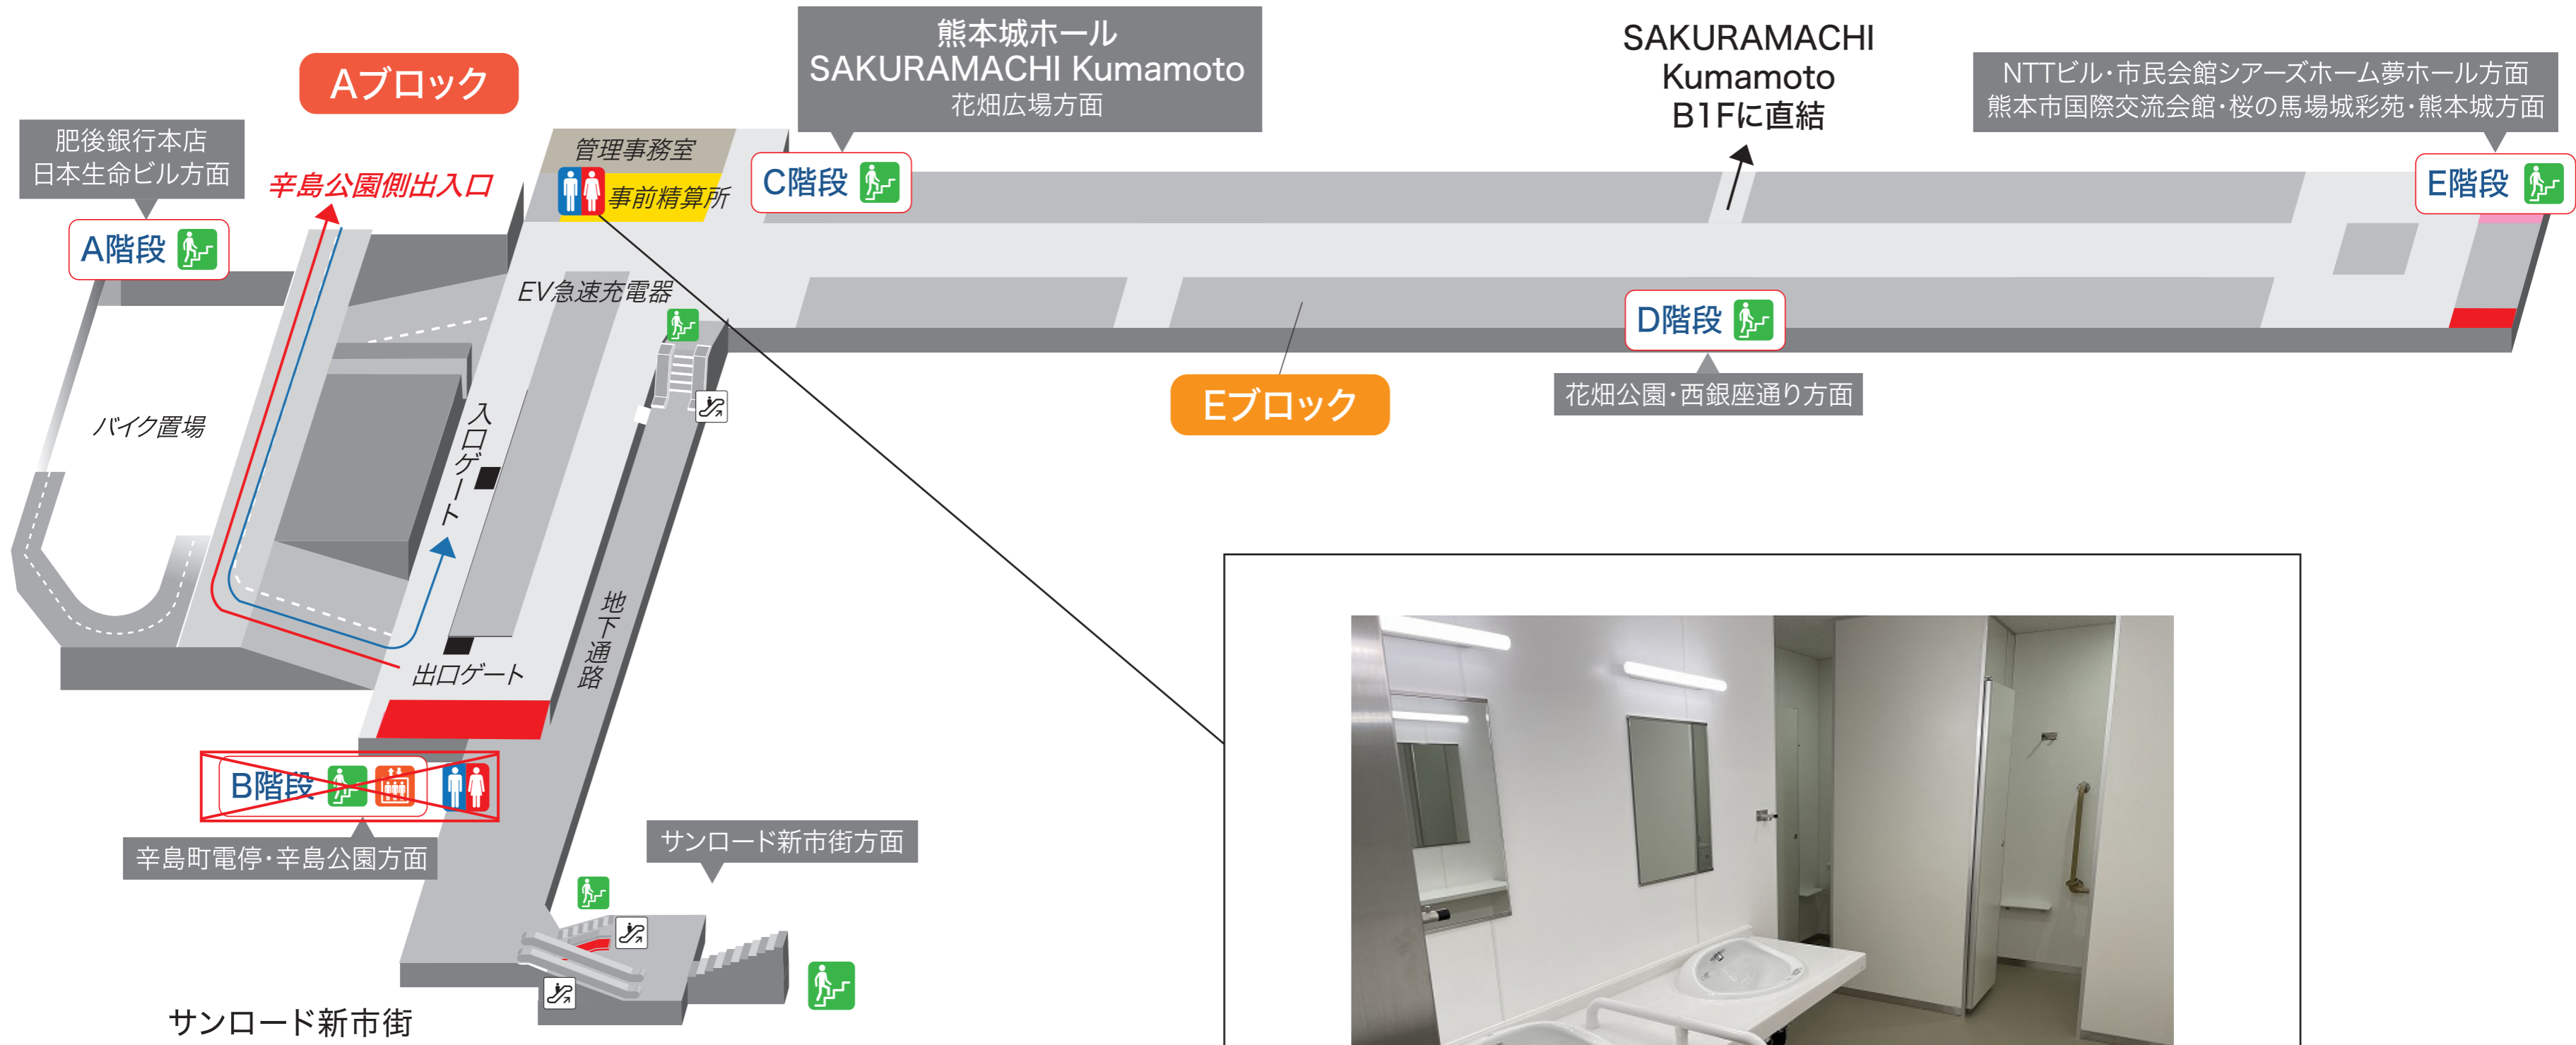 Aブロック
肥後銀行本店
日本生命ビル方面
A階段
辛島公園側出入口
管理事務室
事前精算所
熊本城ホール
SAKURAMACHI Kumamoto
花畑広場方面
C階段
SAKURAMACHI
Kumamoto
B1Fに直結
NTTビル・市民会館シアーズホーム夢ホール方面
熊本市国際交流会館・桜の馬場城彩苑・熊本城方面
E階段
EV急速充電器
D階段
花畑公園・西銀座通り方面
Eブロック
バイク置場
入口ゲート
地下通路
出口ゲート
B階段
辛島町電停・辛島公園方面
サンロード新市街方面
サンロード新市街